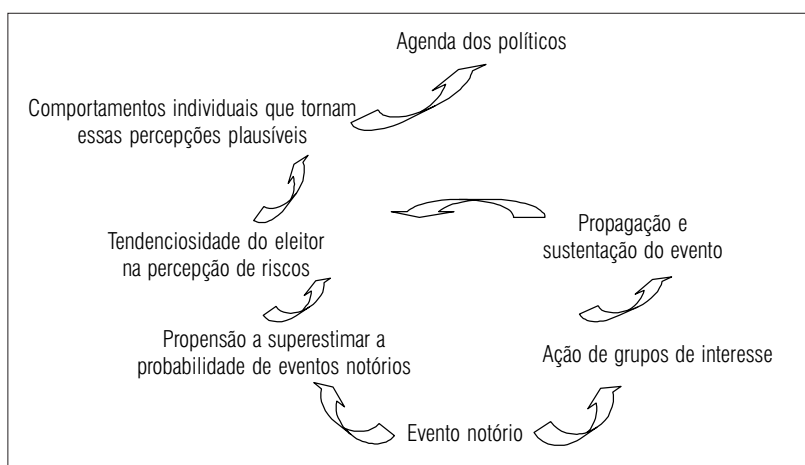 Agenda dos políticos
Comportamentos individuais que tornam
essas percepções plausíveis
Propagação e
sustentação do evento
Tendenciosidade do eleitor
na percepção de riscos
Propensão a superestimar a
probabilidade de eventos notórios
Ação de grupos de interesse
Evento notório